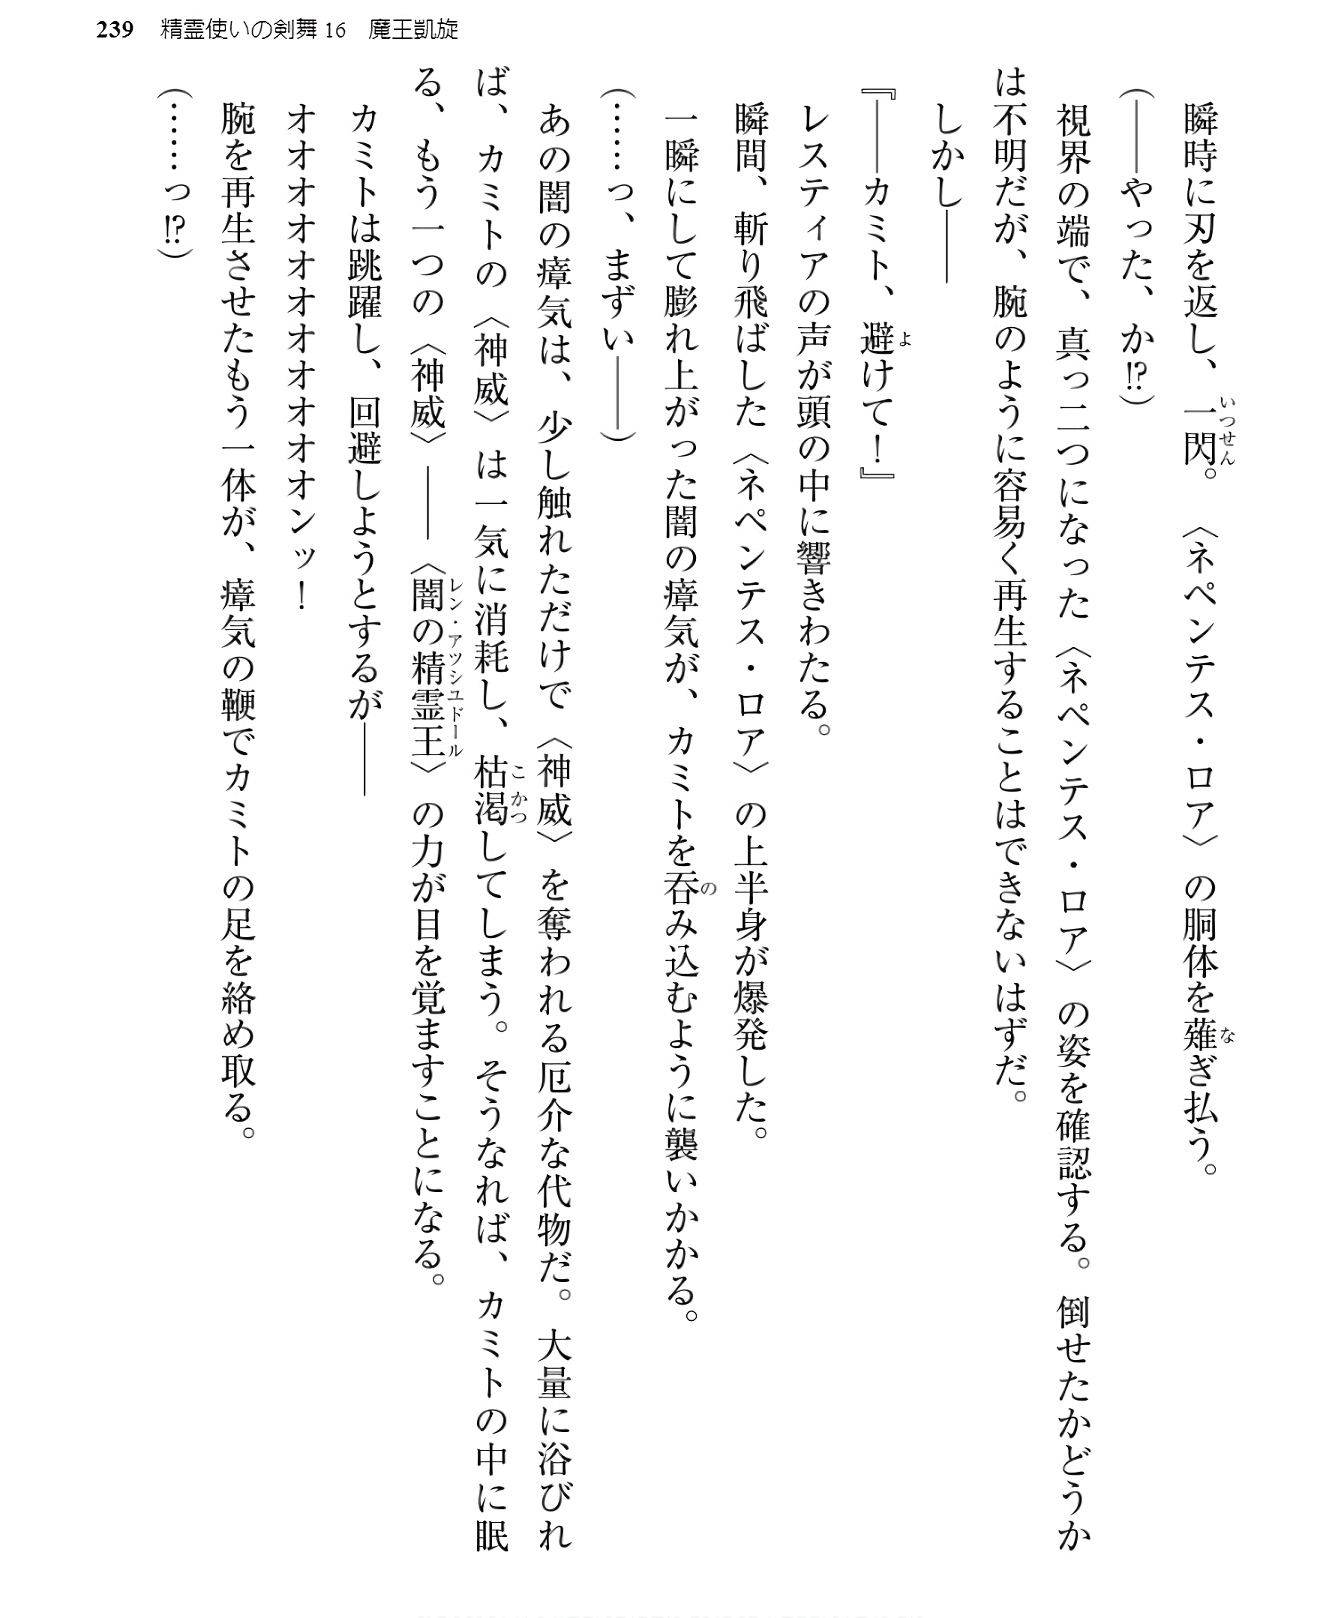 239　精霊使いの剣舞 16　魔王凱旋
　瞬時に刃を返し、一閃。〈ネペンテス・ロア〉の胴体を薙ぎ払う。
（――やった、か!?）
　視界の端で、真っ二つになった〈ネペンテス・ロア〉の姿を確認する。倒せたかどうか
は不明だが、腕のように容易く再生することはできないはずだ。
　しかし――
『――カミト、避けて！』
　レスティアの声が頭の中に響きわたる。
　瞬間、斬り飛ばした〈ネペンテス・ロア〉の上半身が爆発した。
　一瞬にして膨れ上がった闇の瘴気が、カミトを呑み込むように襲いかかる。
（……っ、まずい――）
　あの闇の瘴気は、少し触れただけで〈神威〉を奪われる厄介な代物だ。大量に浴びれ
ば、カミトの〈神威〉は一気に消耗し、枯渇してしまう。そうなれば、カミトの中に眠
る、もう一つの〈神威〉――〈闇の精霊王〉の力が目を覚ますことになる。
　カミトは跳躍し、回避しようとするが――
　オオオオオオオオオオオンッ！
　腕を再生させたもう一体が、瘴気の鞭でカミトの足を絡め取る。
（……っ!?）